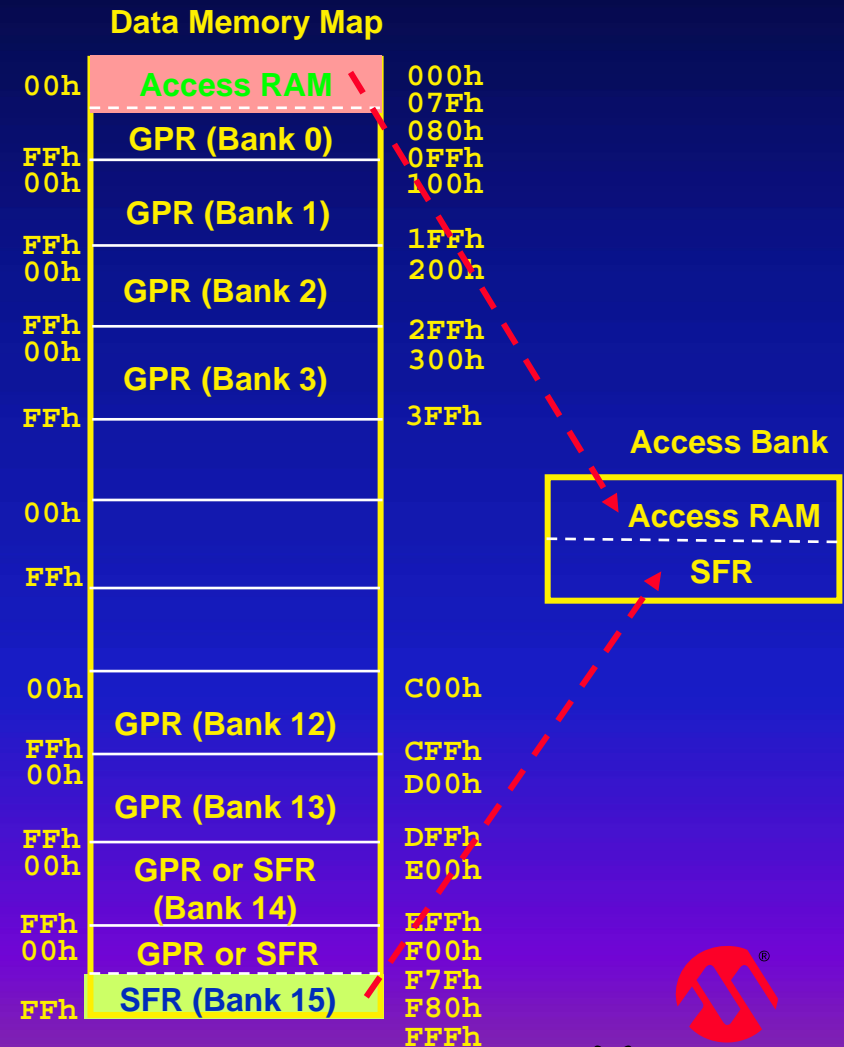 Data Memory Map
00h Access RAM 000h
07Fh
GPR (Bank 0) 080h
FFh 0FFh
00h 100h
GPR (Bank 1)
FFh 1FFh
00h 200h
GPR (Bank 2)
FFh 2FFh
00h 300h
GPR (Bank 3)
FFh 3FFh
Access Bank
00h Access RAM
FFh SFR
00h C00h
GPR (Bank 12)
FFh CFFh
00h D00h
GPR (Bank 13)
FFh DFFh
00h GPR or SFR E00h
(Bank 14)
FFh EFFh
00h GPR or SFR F00h
F7Fh
FFh SFR (Bank 15) F80h
FFFh
®